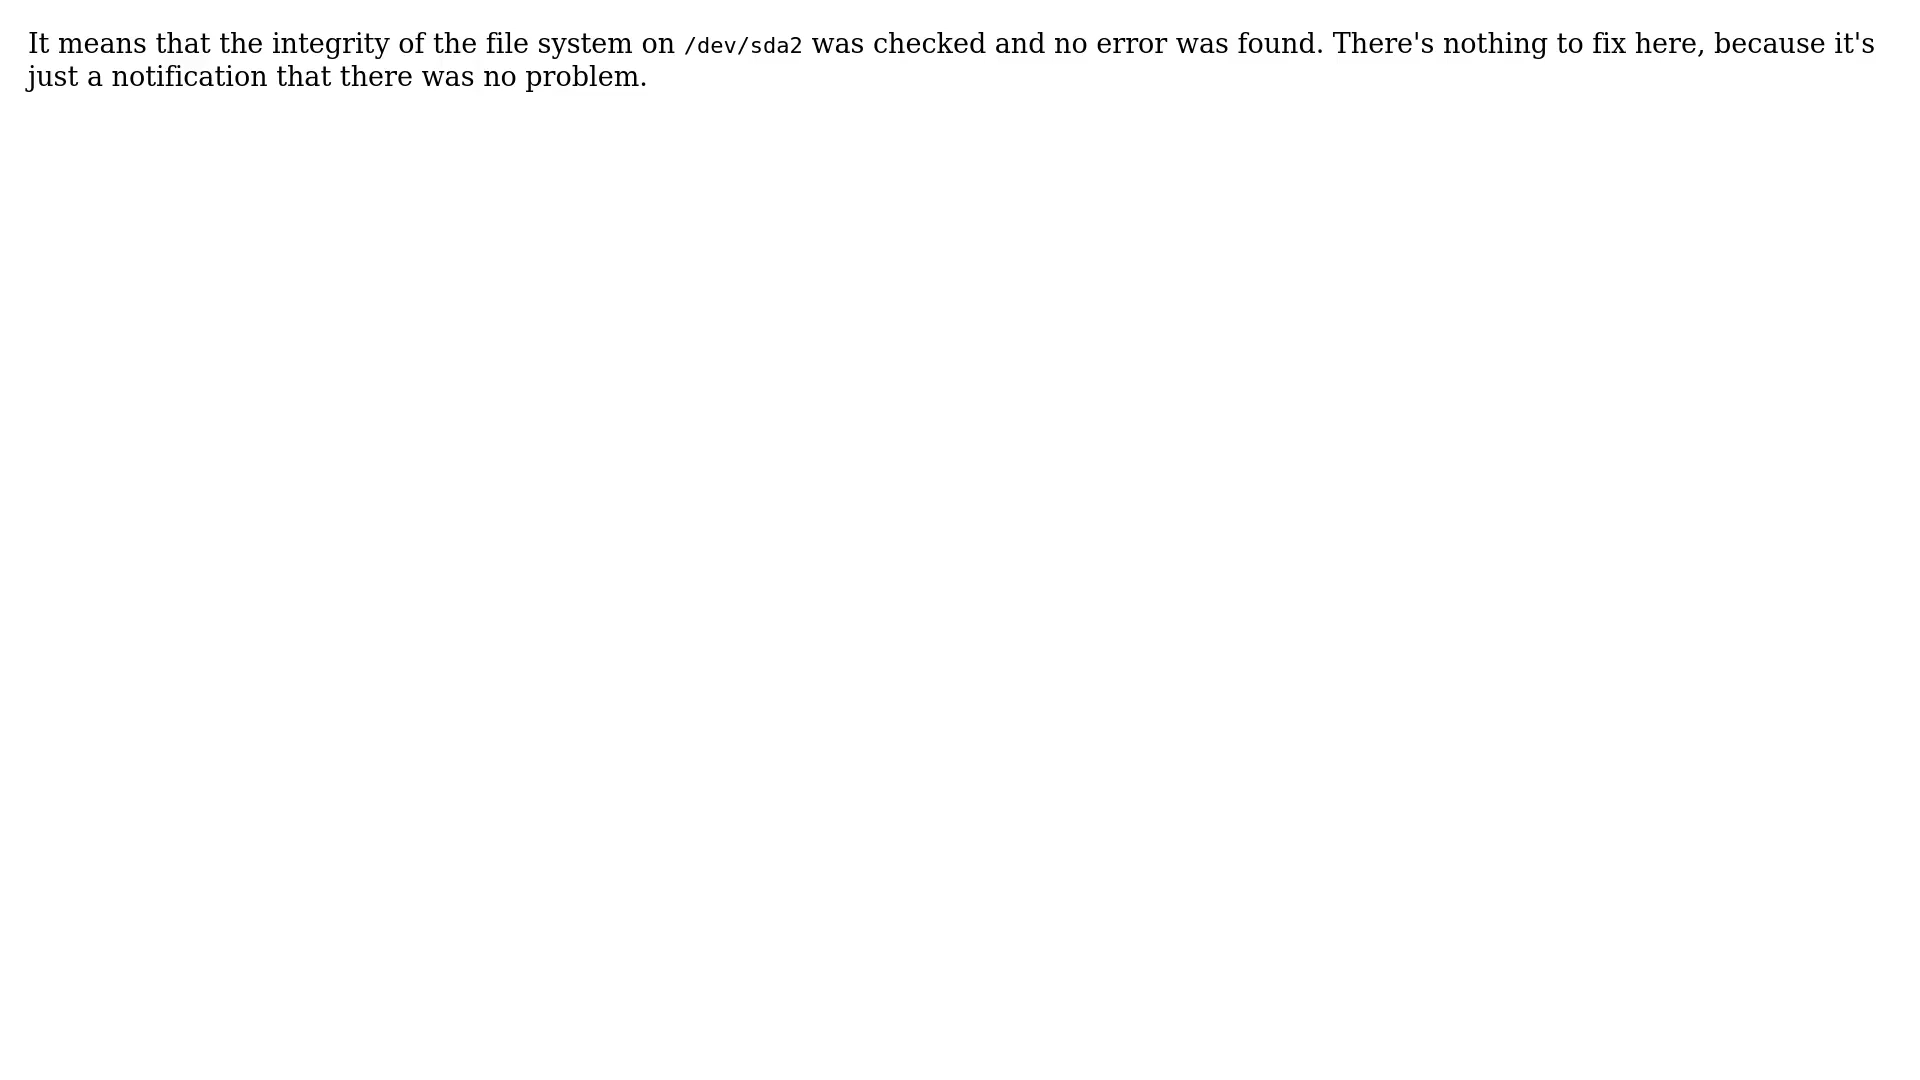 It means that the integrity of the file system on /dev/sda2 was checked and no error was found. There's nothing to fix here, because it's
just a notification that there was no problem.